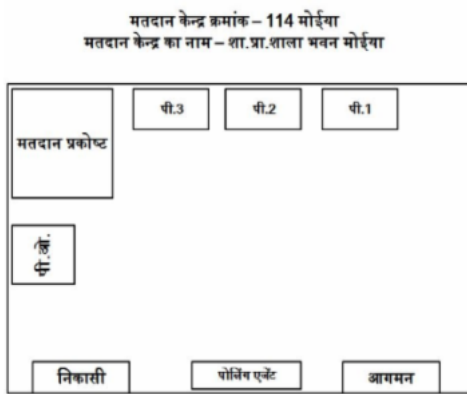 मतदान केन्द्र क्रमांक – 114 मोईया
मतदान केन्द्र का नाम – शा.प्रा.शाला भवन मोईया
पी.3 पी.2 पी.1
मतदान प्रकोष्ट
पी.ओ.
निकासी पोलिंग एजेंट आगमन